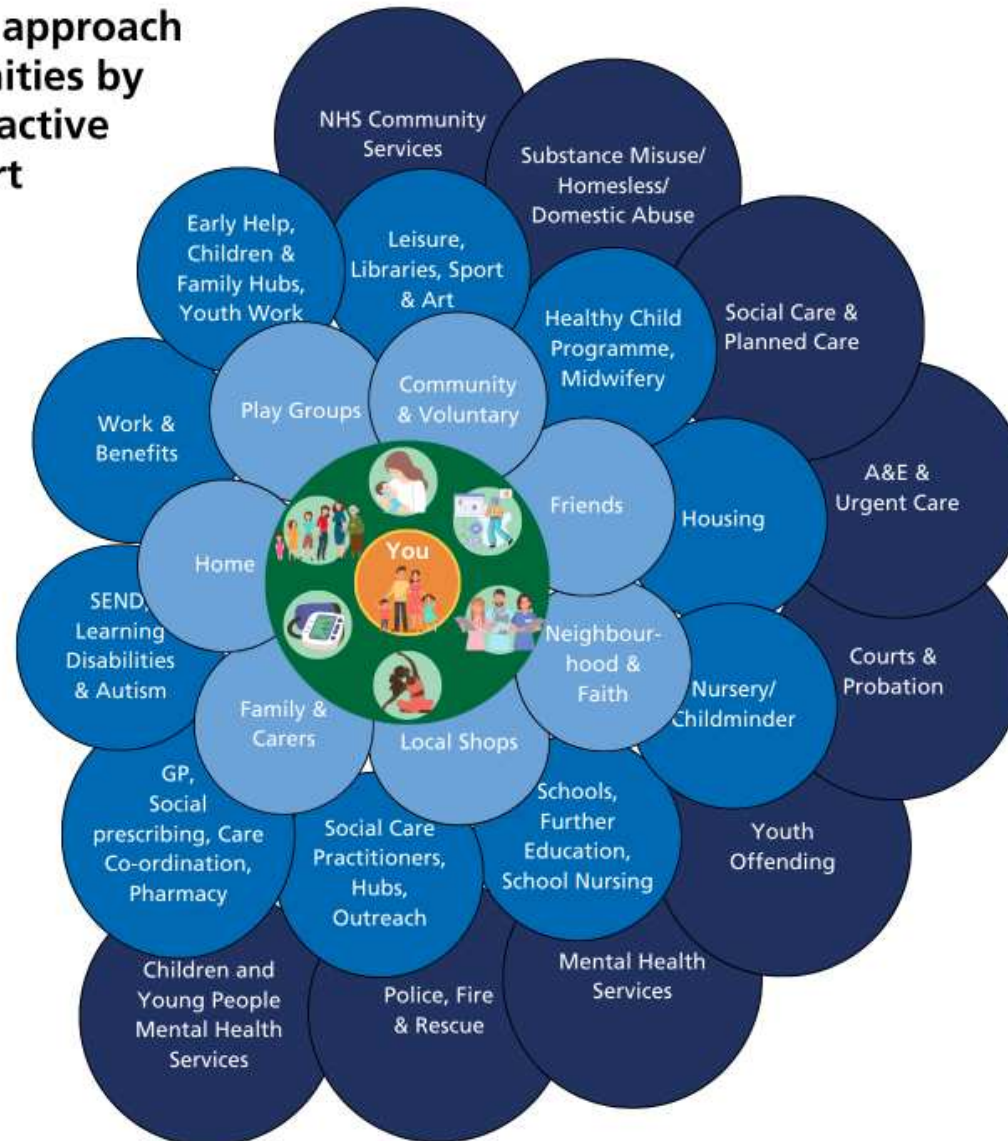 approach
nities by
active
rt
NHS Community
Services
Substance Misuse/
Homesless/
Domestic Abuse
Early Help,
Children &
Family Hubs,
Youth Work
Leisure,
Libraries, Sport
& Art
Healthy Child
Programme,
Midwifery
Social Care &
Planned Care
Work &
Benefits
Play Groups
Community
& Voluntary
Friends
Housing
A&E &
Urgent Care
Home
You
SEND,
Learning
Disabilities
& Autism
Neighbour-
hood &
Faith
Nursery/
Childminder
Courts &
Probation
Family &
Carers
Local Shops
GP,
Social
prescribing, Care
Co-ordination,
Pharmacy
Social Care
Practitioners,
Hubs,
Outreach
Schools,
Further
Education,
School Nursing
Youth
Offending
Children and
Young People
Mental Health
Services
Police, Fire
& Rescue
Mental Health
Services